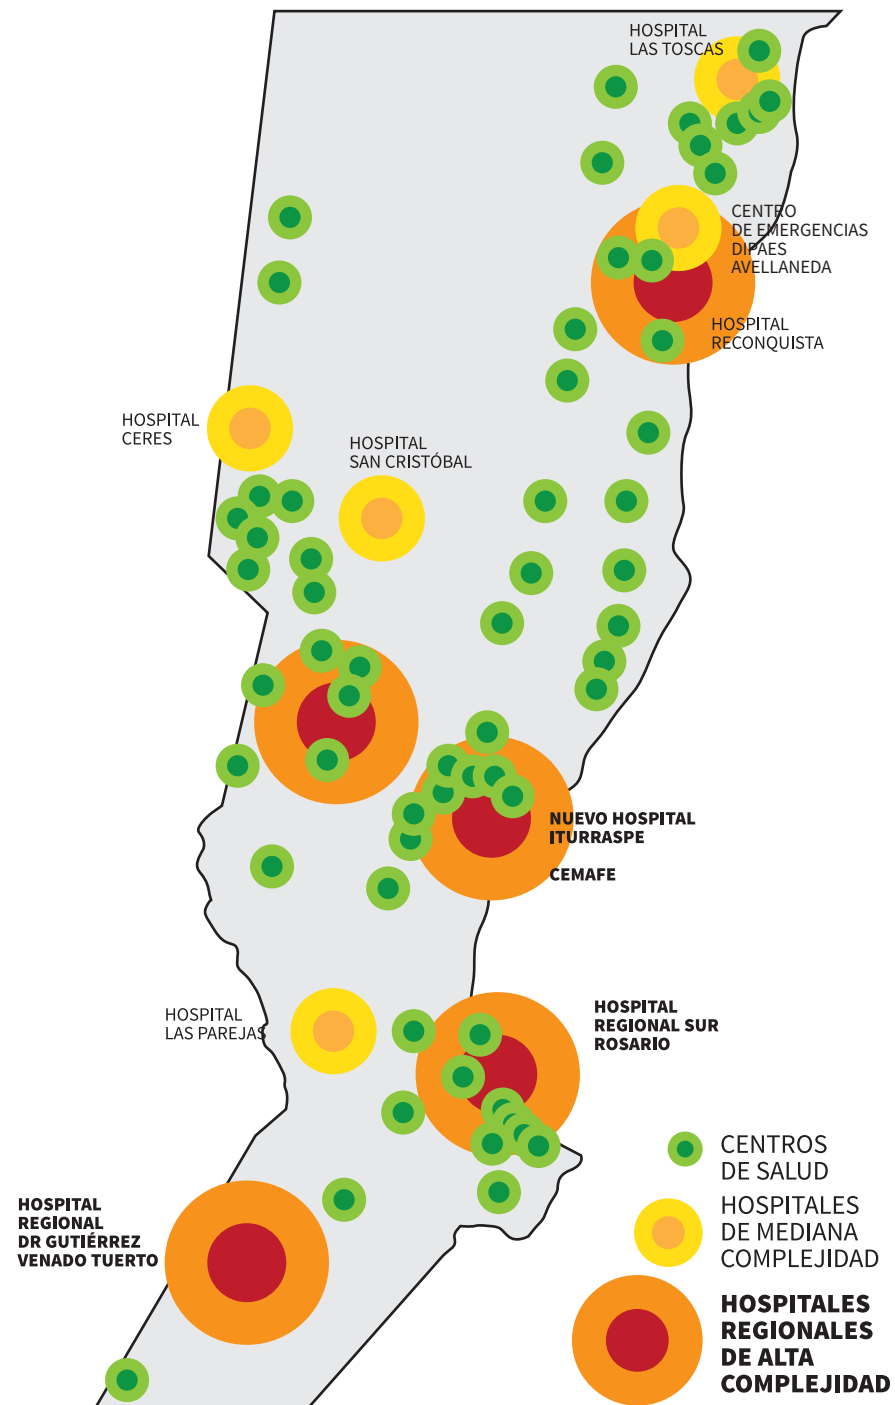 HOSPITAL
LAS TOSCAS
CENTRO
DE EMERGENCIAS
DIPAES
AVELLANEDA
HOSPITAL
RECONQUISTA
HOSPITAL
CERES
HOSPITAL
SAN CRISTÓBAL
NUEVO HOSPITAL
ITURRASPE
CEMAFE
HOSPITAL
LAS PAREJAS
HOSPITAL
REGIONAL SUR
ROSARIO
HOSPITAL
REGIONAL
DR GUTIÉRREZ
VENADO TUERTO
CENTROS
DE SALUD
HOSPITALES
DE MEDIANA
COMPLEJIDAD
HOSPITALES
REGIONALES
DE ALTA
COMPLEJIDAD